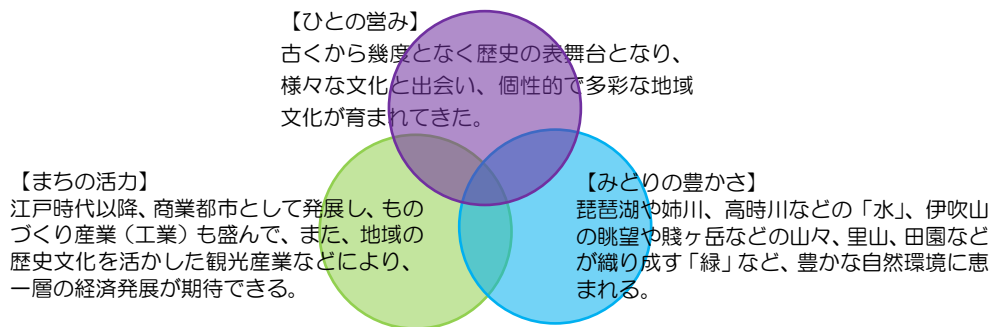 【ひとの営み】
古くから幾度となく歴史の表舞台となり、
様々な文化と出会い、個性的で多彩な地域
文化が育まれてきた。
【まちの活力】
江戸時代以降、商業都市として発展し、もの
づくり産業（工業）も盛んで、また、地域の
歴史文化を活かした観光産業などにより、
一層の経済発展が期待できる。
【みどりの豊かさ】
琵琶湖や姉川、高時川などの「水」、伊吹山
の眺望や賤ヶ岳などの山々、里山、田園など
が織り成す「緑」など、豊かな自然環境に恵
まれる。